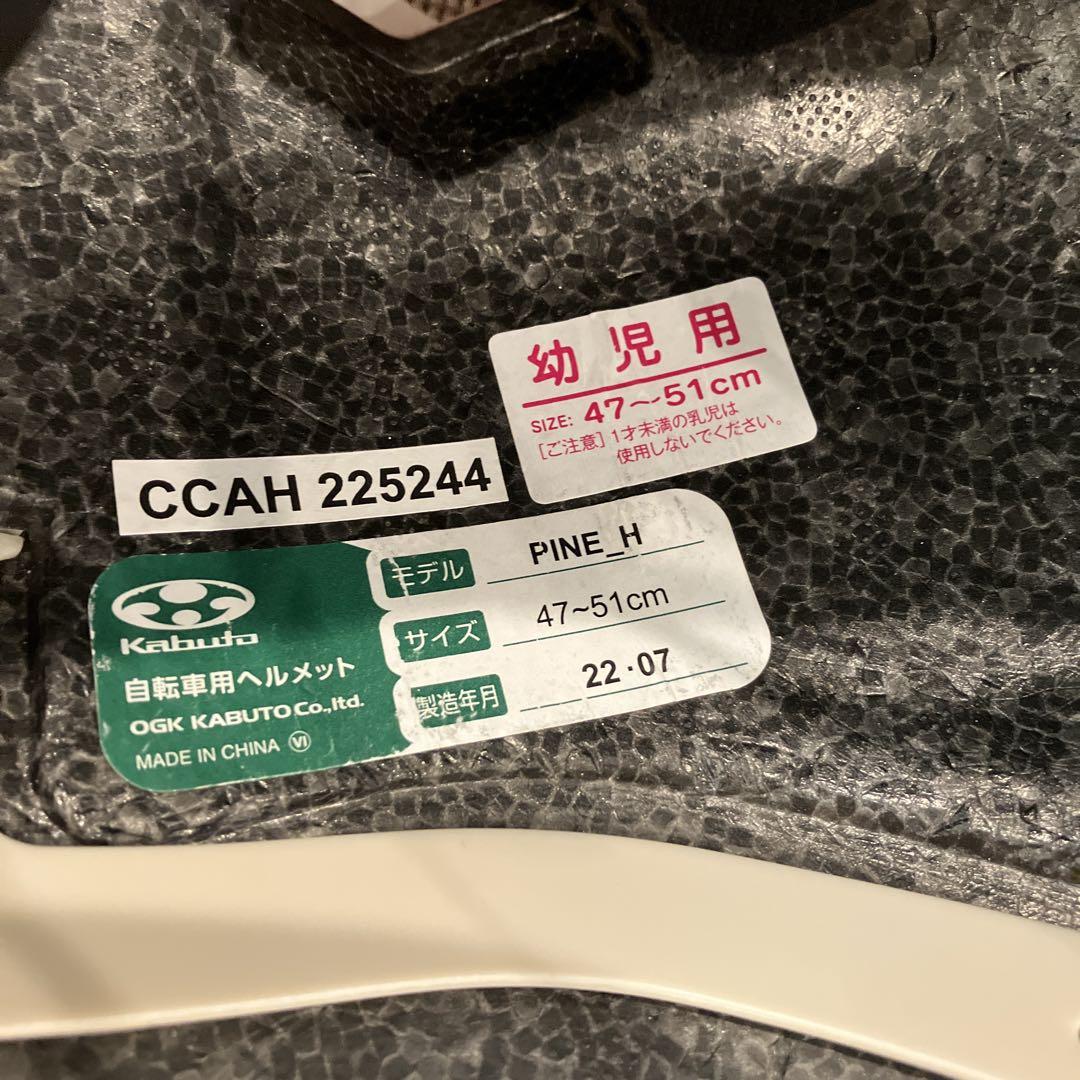 幼児用
SIZE: 47～51cm
[ご注意] 1才未満の乳児は
使用しないでください。
CCAH 225244
Kabuto
自転車用ヘルメット
OGK KABUTO Co.,ltd.
MADE IN CHINA Ⅵ
モデル PINE_H
サイズ 47~51cm
製造年月 22・07